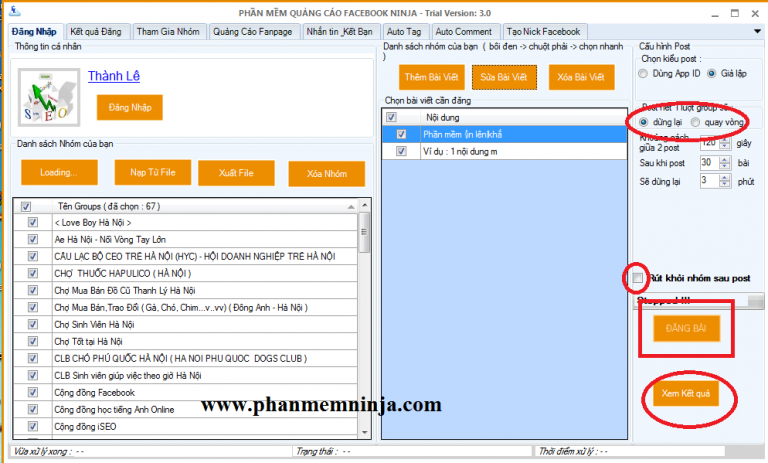 PHẦN MỀM QUẢNG CÁO FACEBOOK NINJA - Trial Version: 3.0
Đăng Nhập
Kết quả Đăng
Tham Gia Nhóm
Quảng Cáo Fanpage
Nhắn tin _Kết Bạn
Auto Tag
Auto Comment
Tạo Nick Facebook
Thông tin cá nhân
SEO
Thành Lê
Đăng Nhập
Danh sách Nhóm của bạn
Loading...
Nạp Từ File
Xuất File
Xóa Nhóm
Tên Groups ( đã chọn : 67 )
< Love Boy Hà Nội >
Ae Hà Nội - Nối Vòng Tay Lớn
CÂU LẠC BỘ CEO TRẺ HÀ NỘI (HYC) - HỘI DOANH NGHIỆP TRẺ HÀ NỘI
CHỢ THUỐC HAPULICO ( HÀ NỘI )
Chợ Mua Bán Đồ Cũ Thanh Lý Hà Nội
Chợ Mua Bán,Trao Đổi ( Gà, Chó, Chim...v..vv) ( Đông Anh - Hà Nội )
Chợ Sinh Viên Hà Nội
Chợ Tốt tại Hà Nội
CLB CHÓ PHÚ QUỐC HÀ NỘI ( HA NOI PHU QUOC DOGS CLUB )
CLB Sinh viên giúp việc theo giờ Hà Nội
Cộng đồng Facebook
Cộng đồng học tiếng Anh Online
Cộng đồng iSEO
Danh sách nhóm của bạn ( bôi đen -> chuột phải -> chọn nhanh
)
Thêm Bài Viết
Sửa Bài Viết
Xóa Bài Viết
Chọn bài viết cần đăng
Nội dung
Phần mềm
Ví dụ : 1 nội dung m
Cấu hình Post
Chọn kiểu post :
Dùng App ID
Giả lập
hết 1 lượt group số :
dừng lại
quay vòng
Khoảng cách
giữa 2 post
120
giây
Sau khi post
30
bài
Sẽ dừng lại
3
phút
Rút khỏi nhóm sau post
Stopped !!!
ĐĂNG BÀI
Xem Kết quả
www.phanmemninja.com
Vừa xử lý xong : - -
Trạng thái : - -
Thời điểm xử lý : - -